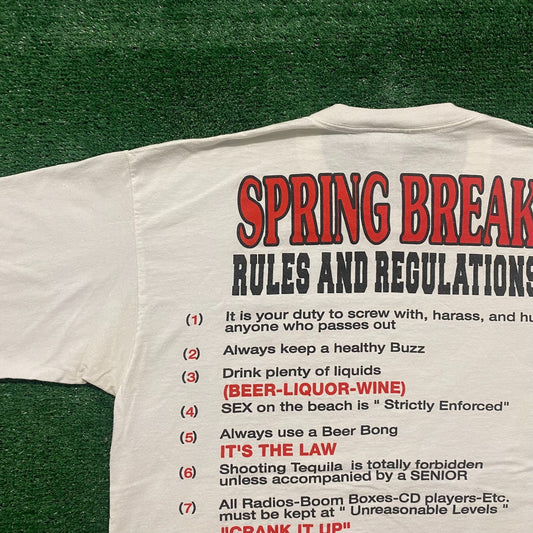 SPRING BREAK
RULES AND REGULATIONS
(1) It is your duty to screw with, harass, and hu
anyone who passes out
(2) Always keep a healthy Buzz
(3) Drink plenty of liquids
(BEER-LIQUOR-WINE)
(4) SEX on the beach is " Strictly Enforced"
(5) Always use a Beer Bong
IT'S THE LAW
(6) Shooting Tequila is totally forbidden
unless accompanied by a SENIOR
(7) All Radios-Boom Boxes-CD players-Etc.
must be kept at " Unreasonable Levels "
"CRANK IT UP"